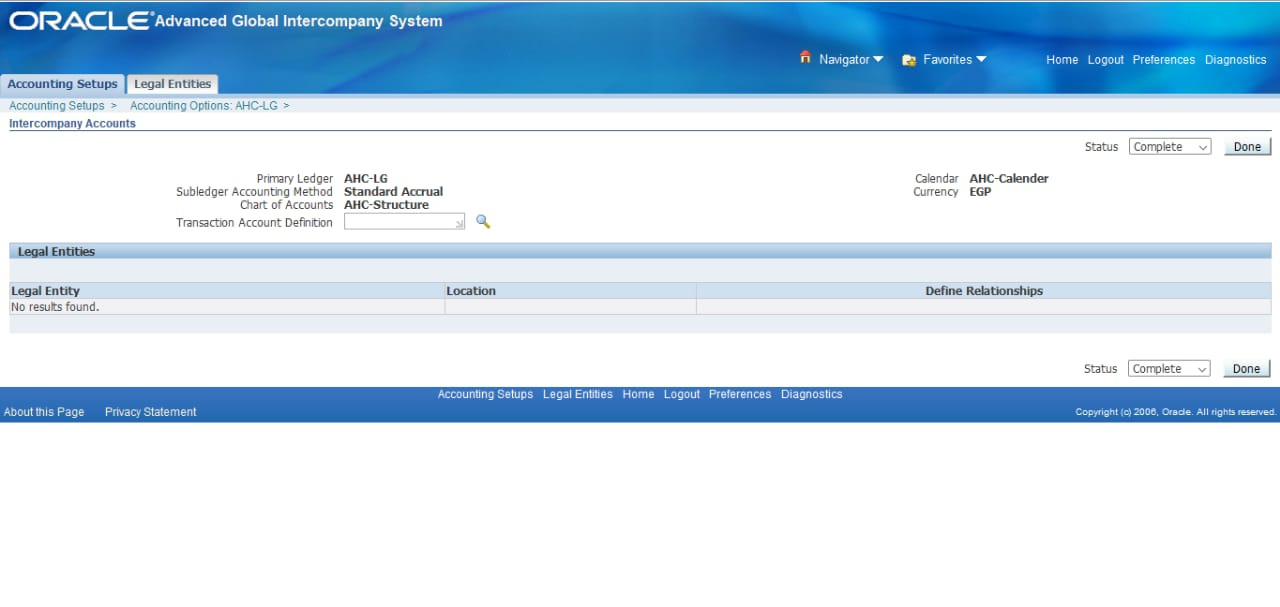 ORACLE® Advanced Global Intercompany System
Navigator Favorites Home Logout Preferences Diagnostics
Accounting Setups Legal Entities
Accounting Setups > Accounting Options: AHC-LG >
Intercompany Accounts
Status Complete Done
Primary Ledger AHC-LG Calendar AHC-Calender
Subledger Accounting Method Standard Accrual Currency EGP
Chart of Accounts AHC-Structure
Transaction Account Definition
Legal Entities
Legal Entity Location Define Relationships
No results found.
Status Complete Done
Accounting Setups Legal Entities Home Logout Preferences Diagnostics
About this Page Privacy Statement Copyright (c) 2006, Oracle. All rights reserved.